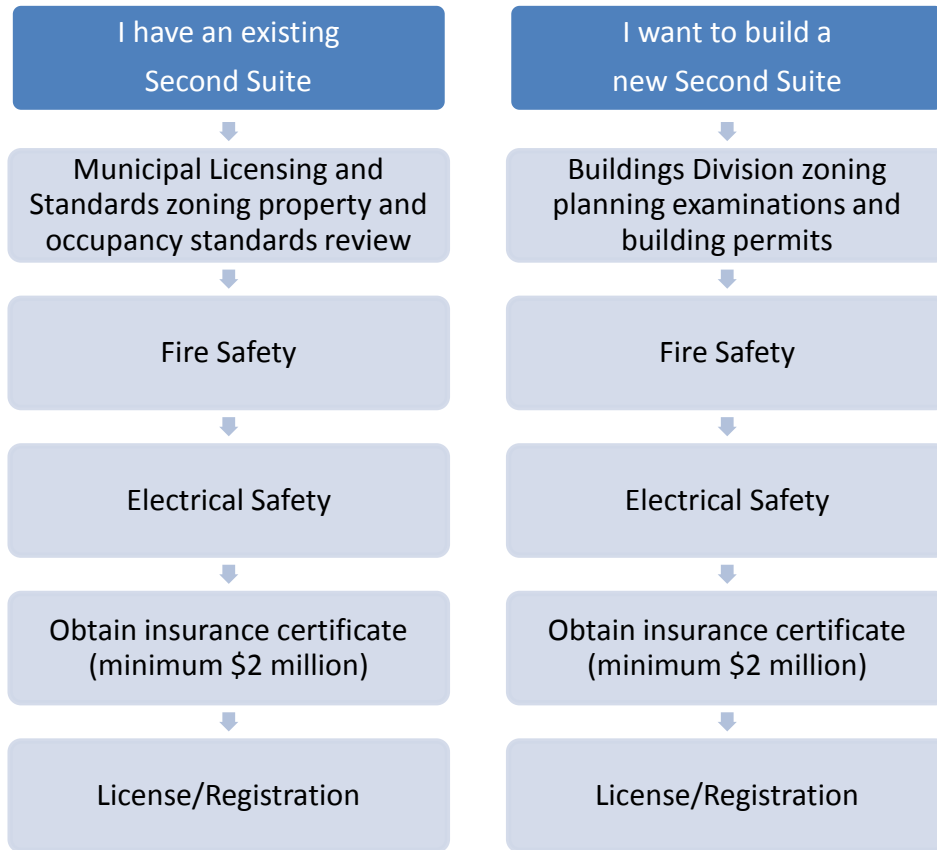 I have an existing
Second Suite
Municipal Licensing and
Standards zoning property and
occupancy standards review
Fire Safety
Electrical Safety
Obtain insurance certificate
(minimum $2 million)
License/Registration
I want to build a
new Second Suite
Buildings Division zoning
planning examinations and
building permits
Fire Safety
Electrical Safety
Obtain insurance certificate
(minimum $2 million)
License/Registration